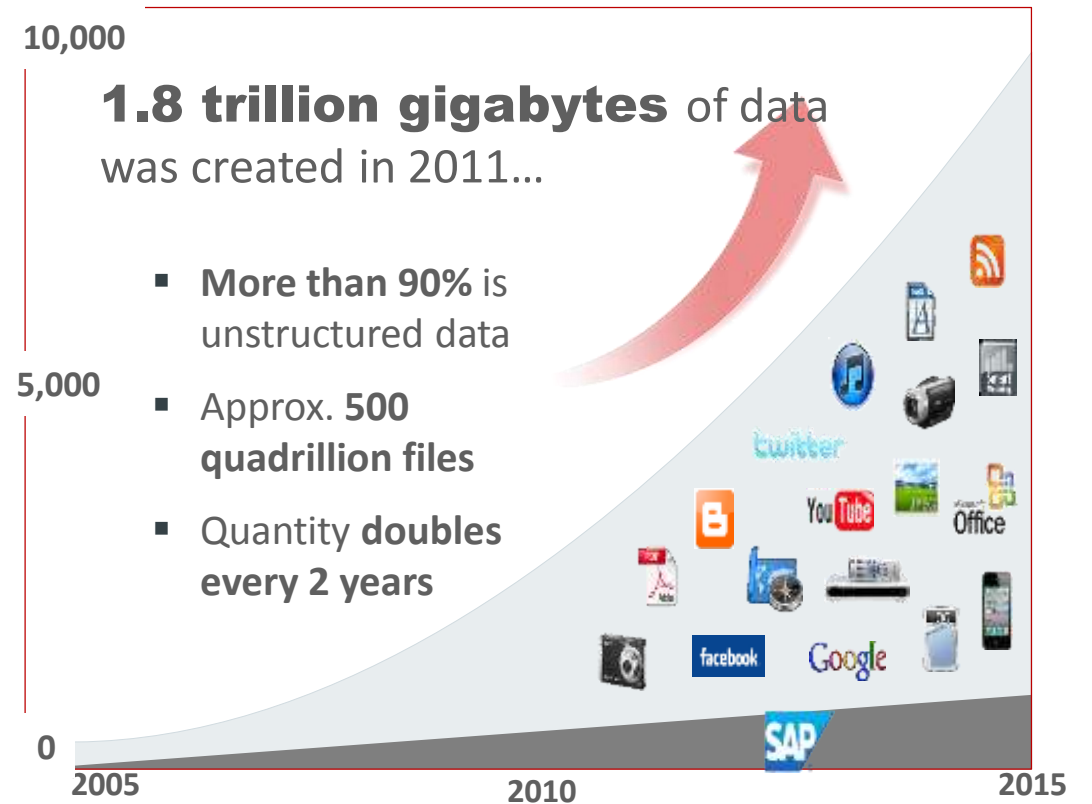 10,000
1.8 trillion gigabytes of data
was created in 2011…
▪ More than 90% is
unstructured data
5,000
▪ Approx. 500
quadrillion files
twitter
You Tube
Office
▪ Quantity doubles
every 2 years
facebook
Google
SAP
0
2005
2010
2015